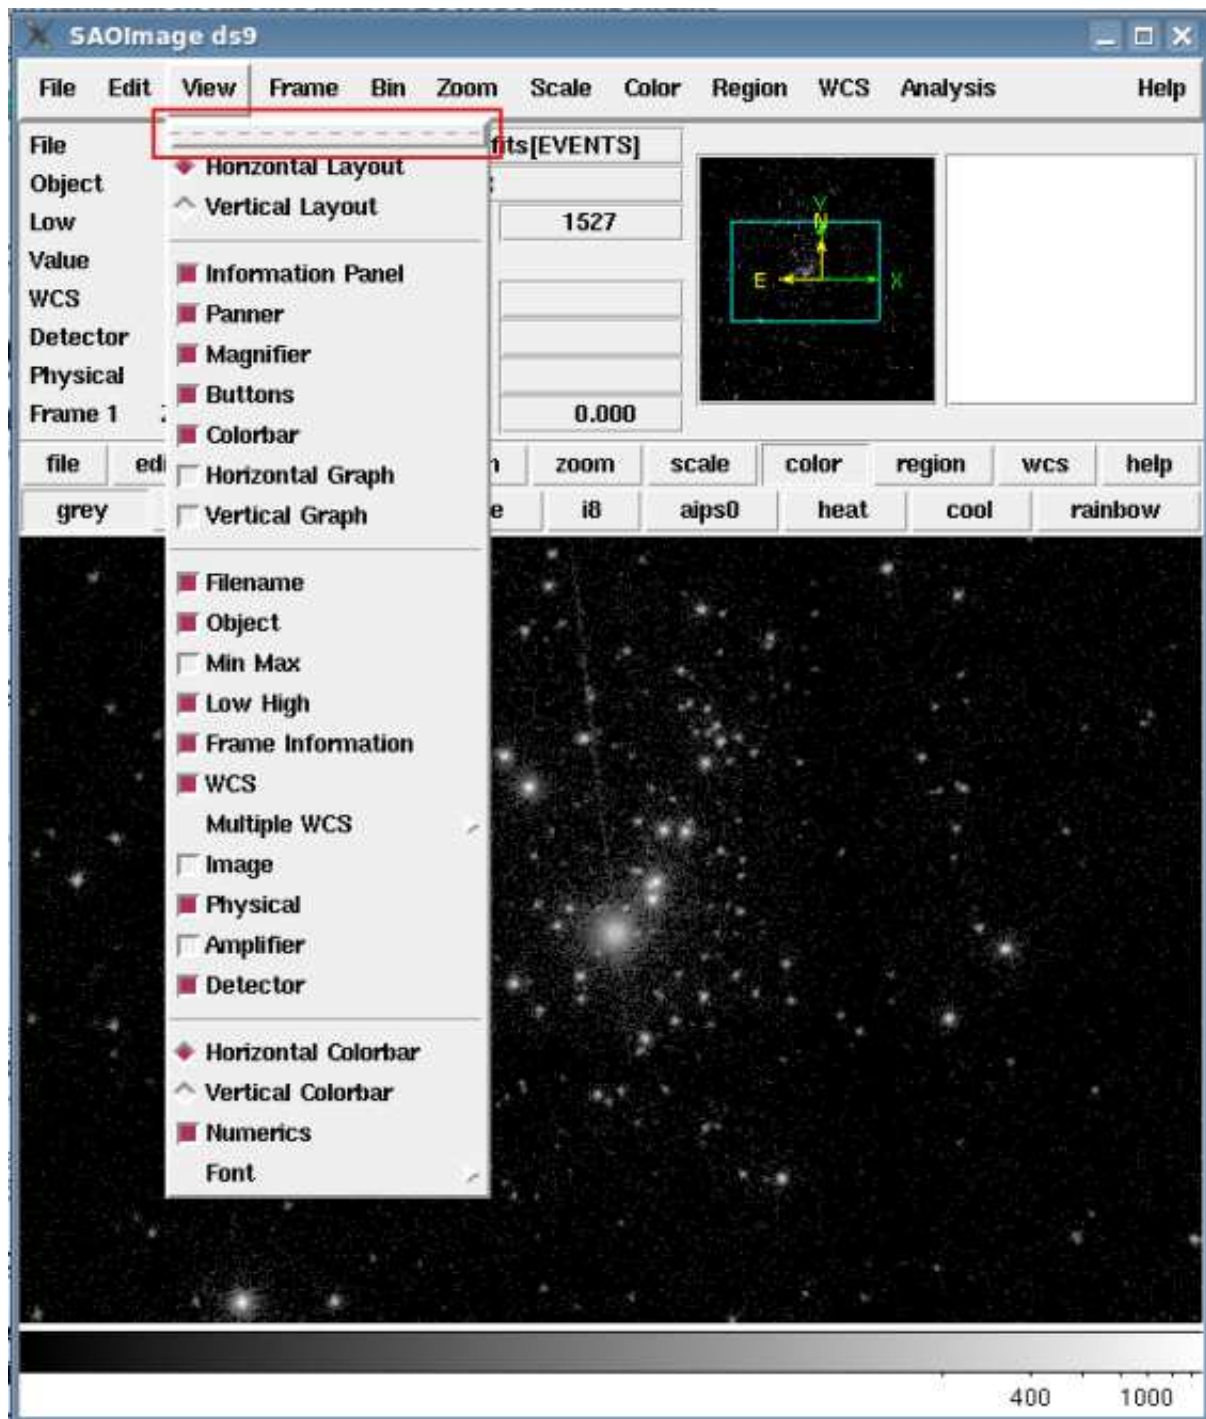 SAOImage ds9
File Edit View Frame Bin Zoom Scale Color Region WCS Analysis Help
File fits[EVENTS]
Object
Low 1527
Value
WCS
Detector
Physical
Frame 1 0.000
Horizontal Layout
Vertical Layout
Information Panel
Panner
Magnifier
Buttons
Colorbar
Horizontal Graph
Vertical Graph
Filename
Object
Min Max
Low High
Frame Information
WCS
Multiple WCS
Image
Physical
Amplifier
Detector
Horizontal Colorbar
Vertical Colorbar
Numerics
Font
Y
N
E X
file edi zoom scale color region wcs help
grey e i8 aips0 heat cool rainbow
400 1000